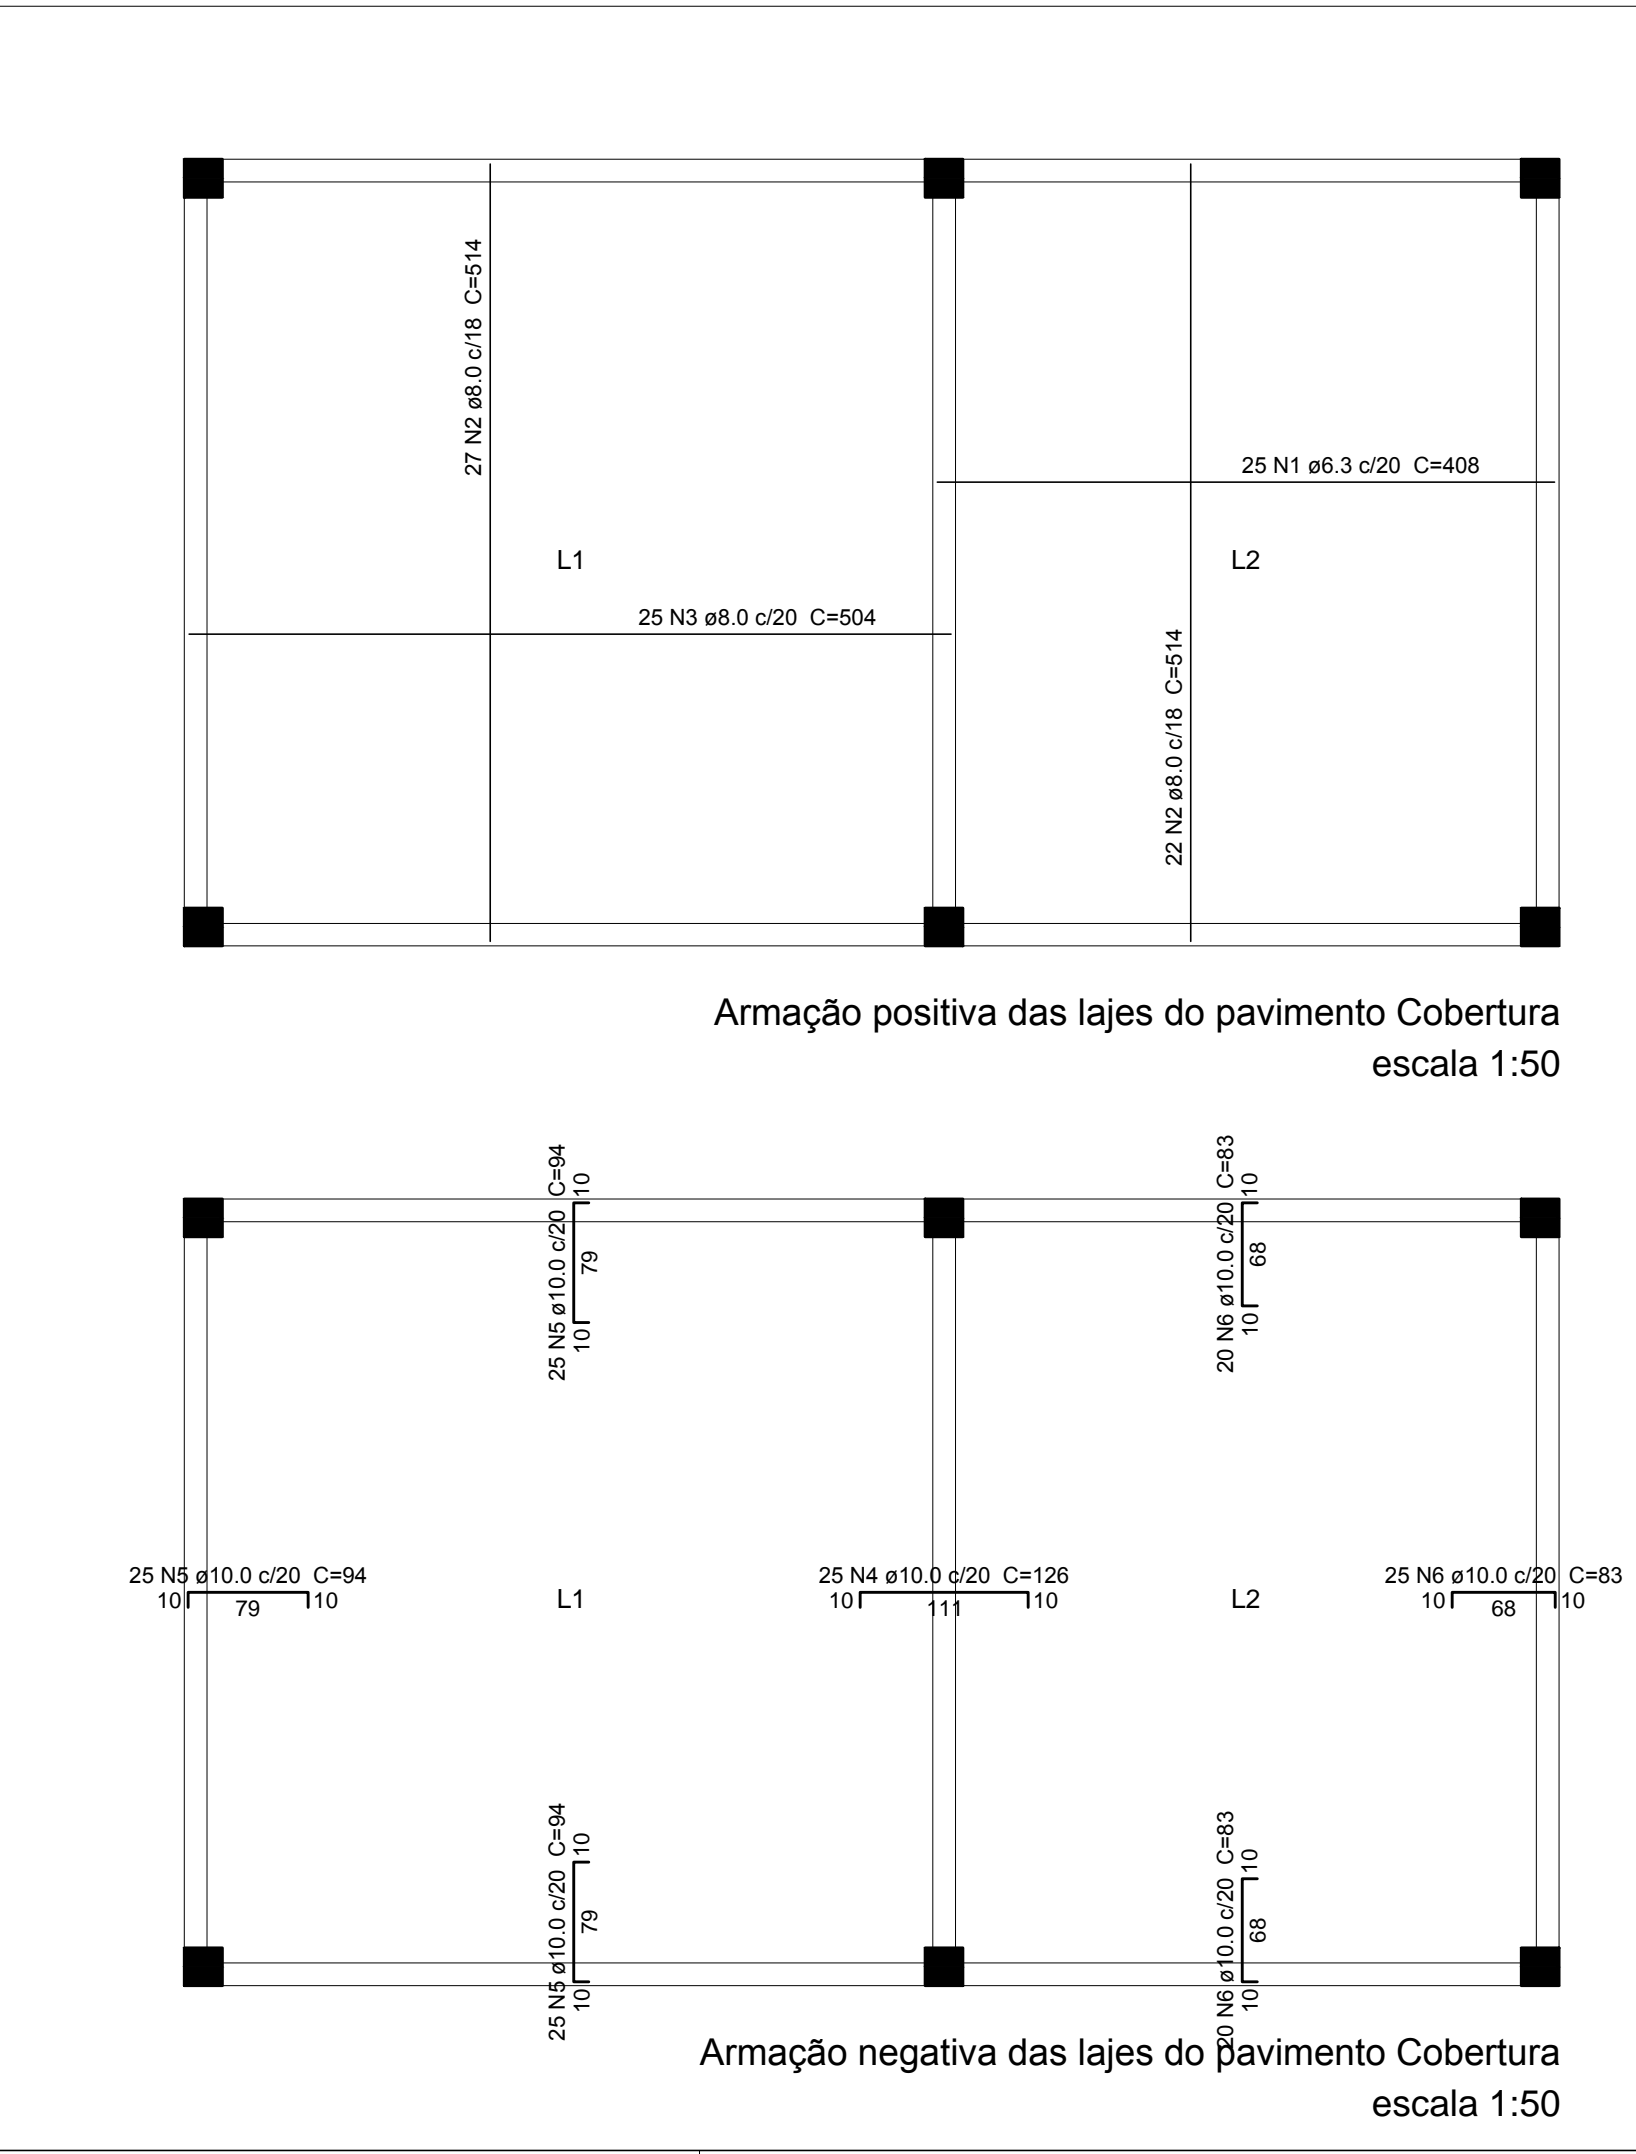 27 N2 ø8.0 c/18 C=514
25 N1 ø6.3 c/20 C=408
L1
L2
25 N3 ø8.0 c/20 C=504
22 N2 ø8.0 c/18 C=514
Armação positiva das lajes do pavimento Cobertura
escala 1:50
25 N5 ø10.0 c/20 C=94
10
79
10
20 N6 ø10.0 c/20 C=83
10
68
10
25 N5 ø10.0 c/20 C=94
10
79
10
L1
25 N4 ø10.0 c/20 C=126
10
111
10
L2
25 N6 ø10.0 c/20 C=83
10
68
10
25 N5 ø10.0 c/20 C=94
10
79
10
20 N6 ø10.0 c/20 C=83
10
68
10
Armação negativa das lajes do pavimento Cobertura
escala 1:50